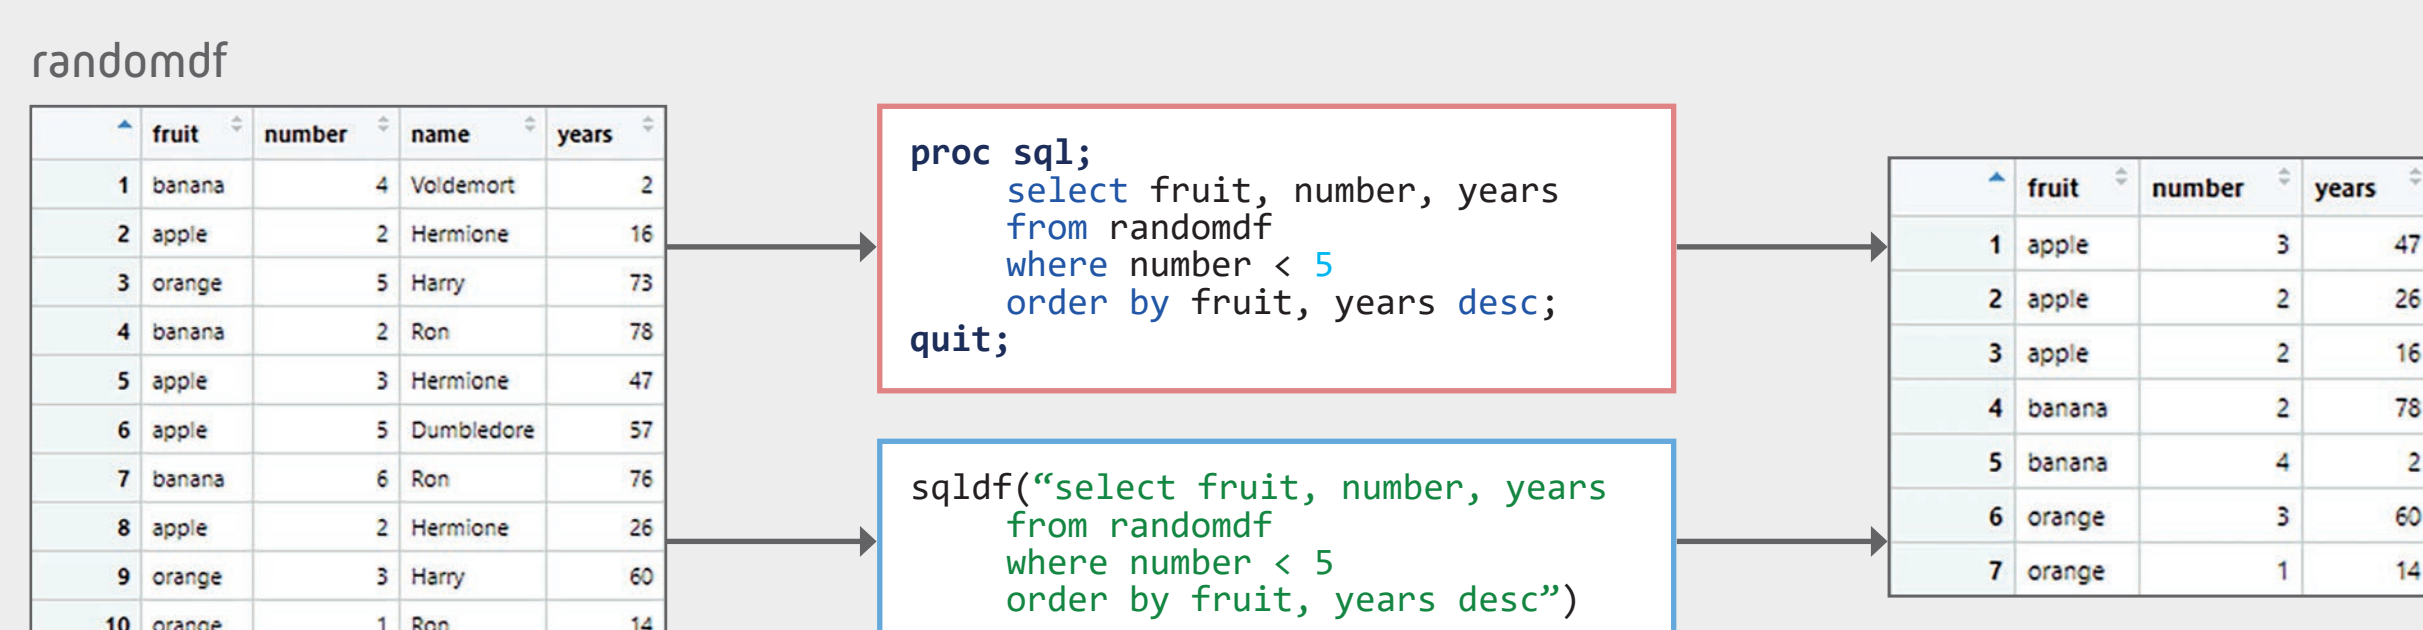 randomdf
fruit number name years
1 banana 4 Voldemort 2
2 apple 2 Hermione 16
3 orange 5 Harry 73
4 banana 2 Ron 78
5 apple 3 Hermione 47
6 apple 5 Dumbledore 57
7 banana 6 Ron 76
8 apple 2 Hermione 26
9 orange 3 Harry 60
10 orange 1 Ron 14
proc sql;
select fruit, number, years
from randomdf
where number < 5
order by fruit, years desc;
quit;
sqldf(“select fruit, number, years
from randomdf
where number < 5
order by fruit, years desc”)
fruit number years
1 apple 3 47
2 apple 2 26
3 apple 2 16
4 banana 2 78
5 banana 4 2
6 orange 3 60
7 orange 1 14